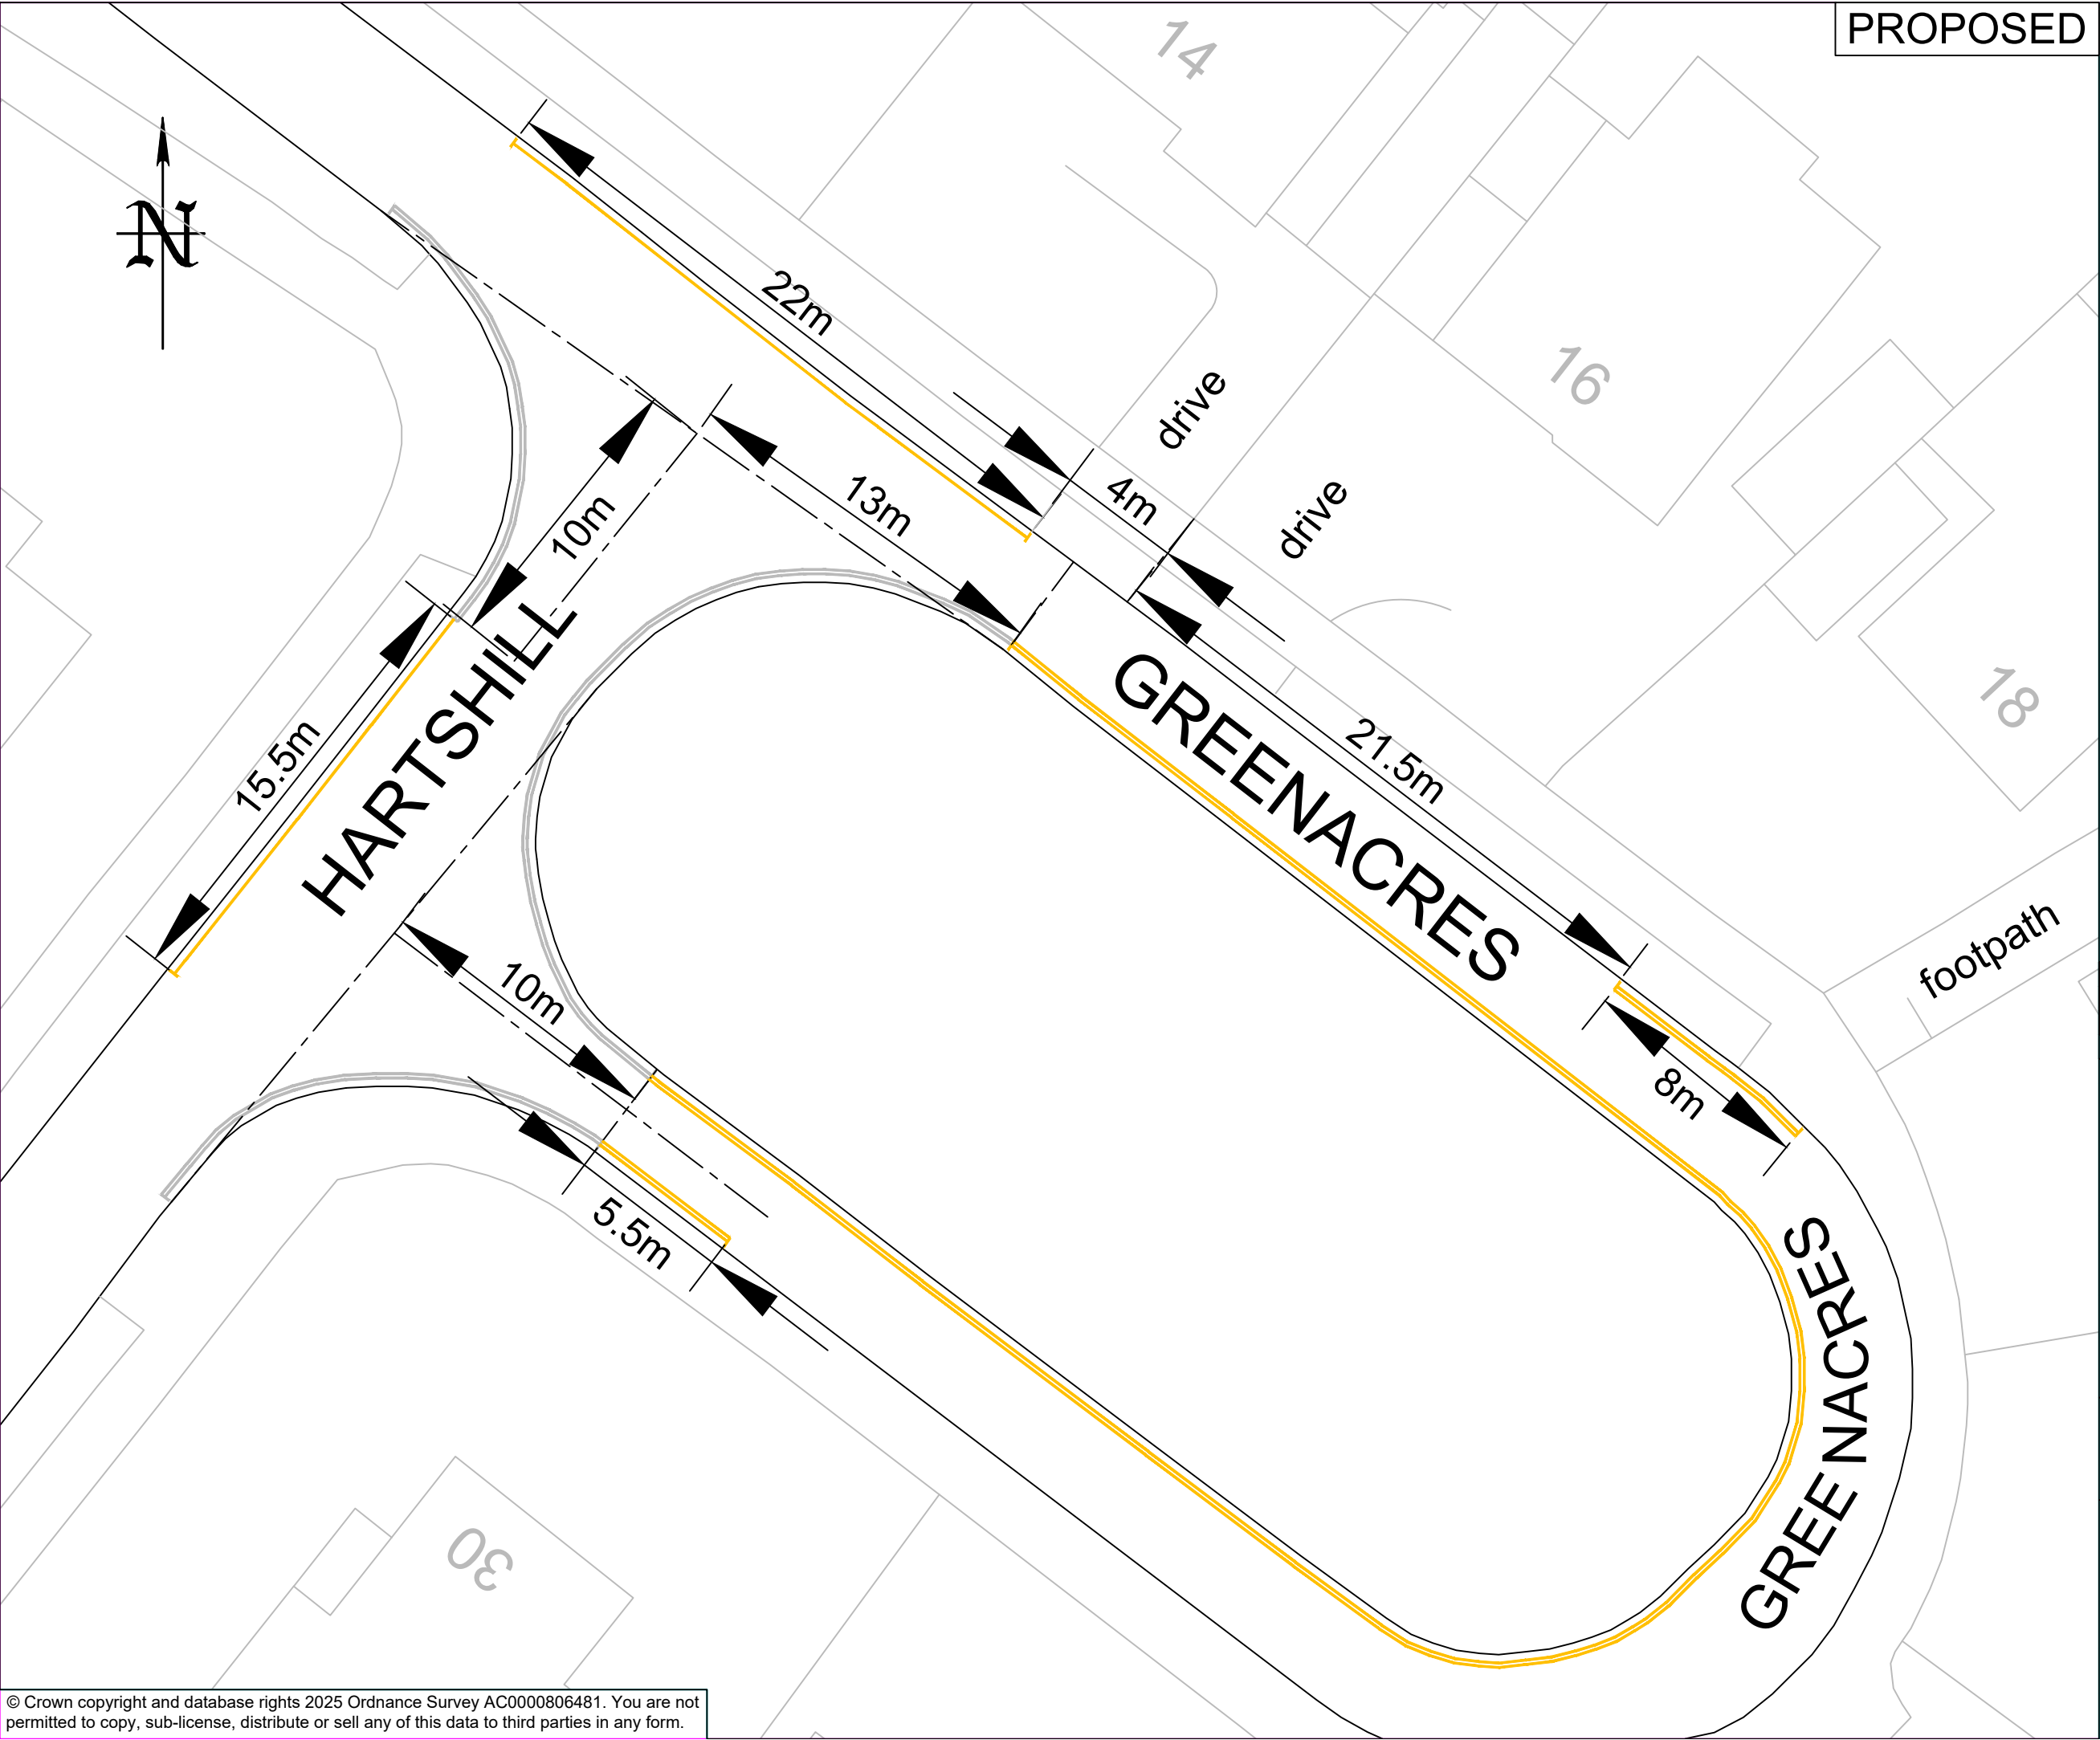 PROPOSED
14
N
22m
16
drive
4m
13m
drive
10m
HARTSHILL
GREENACRES
18
15.5m
21.5m
footpath
10m
8m
5.5m
GREENACRES
30
© Crown copyright and database rights 2025 Ordnance Survey AC0000806481. You are not
permitted to copy, sub-license, distribute or sell any of this data to third parties in any form.